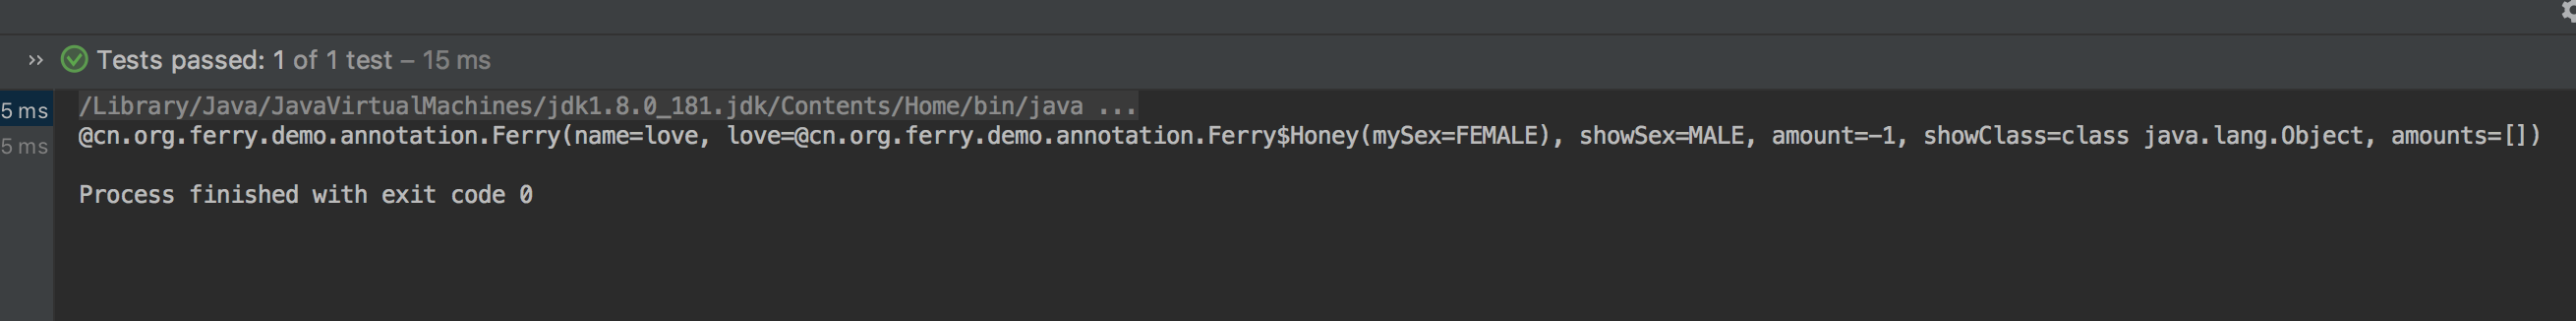 » Tests passed: 1 of 1 test – 15 ms
5 ms /Library/Java/JavaVirtualMachines/jdk1.8.0_181.jdk/Contents/Home/bin/java ...
5 ms @cn.org.ferry.demo.annotation.Ferry(name=love, love=@cn.org.ferry.demo.annotation.Ferry$Honey(mySex=FEMALE), showSex=MALE, amount=-1, showClass=class java.lang.Object, amounts=[])
Process finished with exit code 0